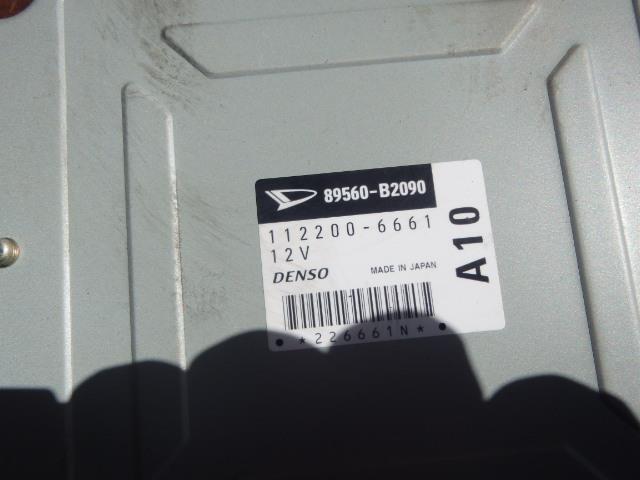 89560-B2090
112200-6661
12V
DENSO MADE IN JAPAN
A10
*226661N*